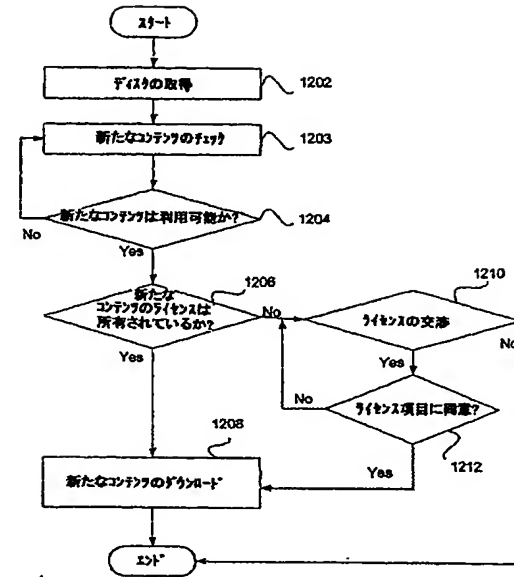 スタート
ディスクの取得
1202
新たなコンテンツのチェック
1203
新たなコンテンツは利用可能か?
1204
No
Yes
新たな
コンテンツのライセンスは
所有されているか?
1206
No
ライセンスの交渉
1210
No
Yes
Yes
No
ライセンス項目に同意?
1212
1208
Yes
新たなコンテンツのダウンロード
エンド